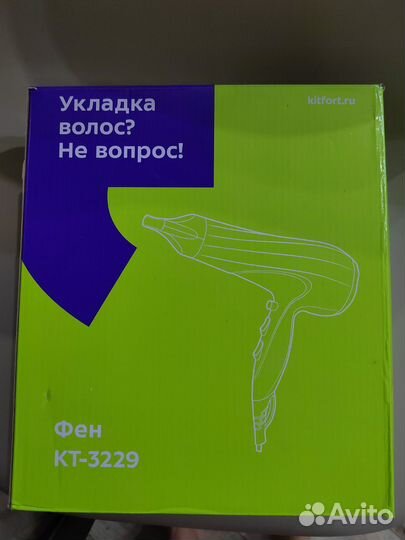 Укладка
волос?
Не вопрос!
kitfort.ru
Фен
КТ-3229
Avito